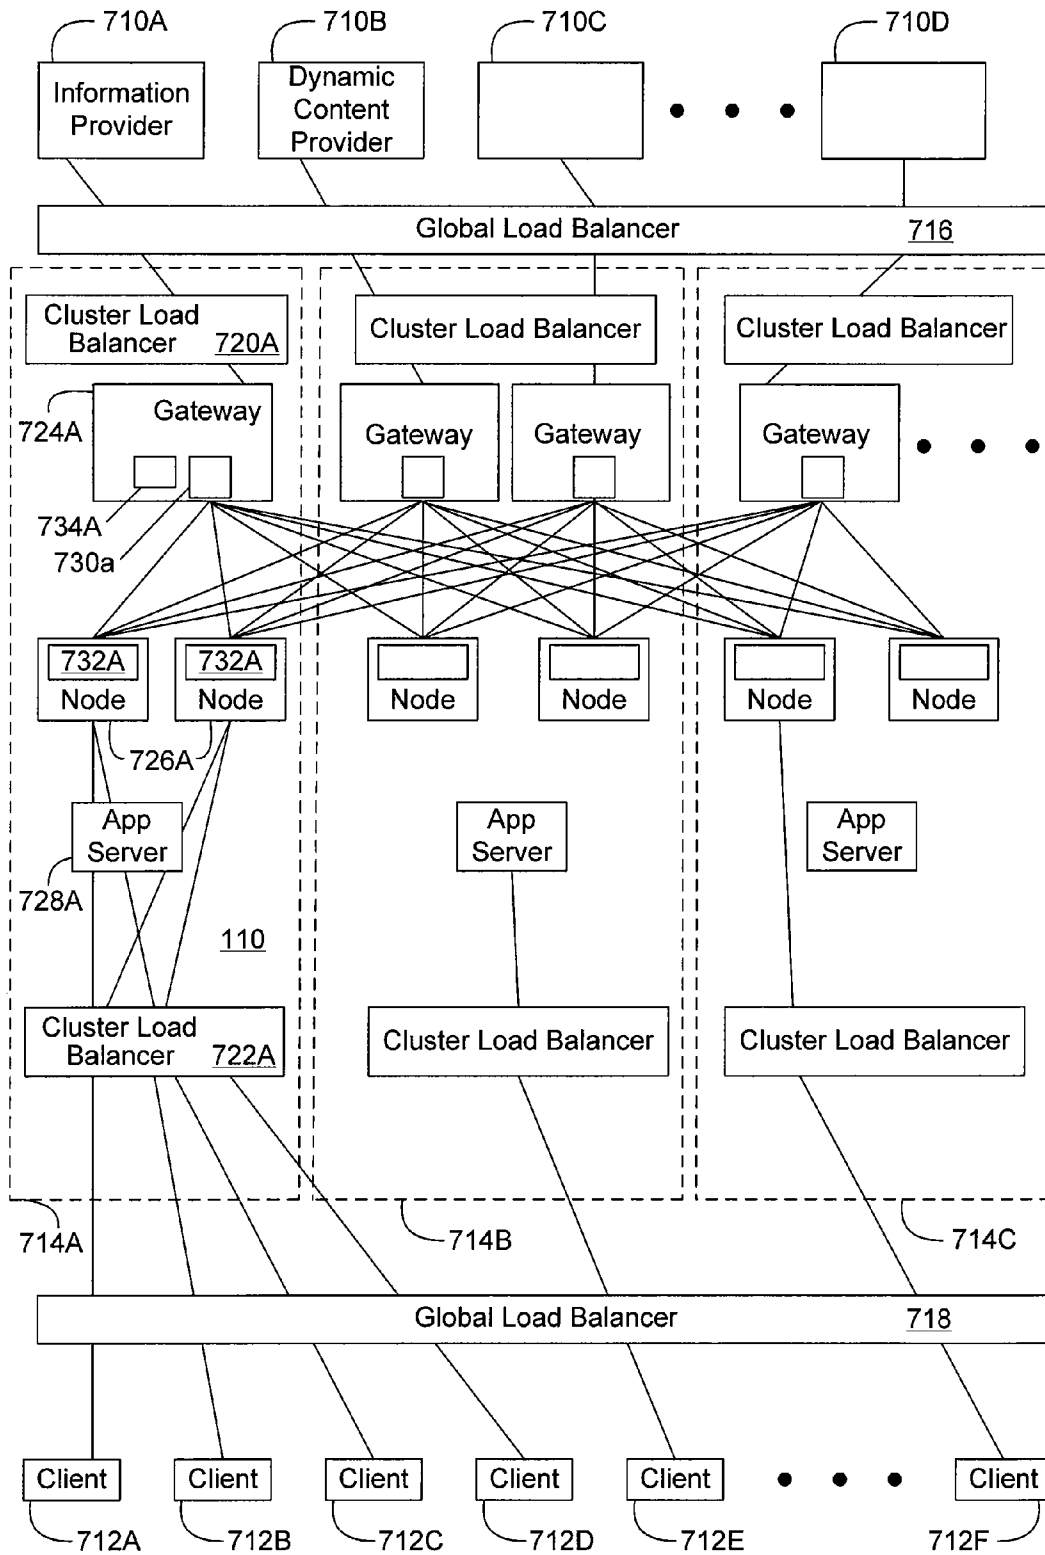 710A
710B
710C
710D
Information
Provider
Dynamic
Content
Provider
Global Load Balancer
716
Cluster Load
Balancer
720A
Cluster Load Balancer
Cluster Load Balancer
724A
Gateway
Gateway
Gateway
Gateway
734A
730a
732A
732A
Node
Node
Node
Node
Node
Node
726A
App
Server
App
Server
App
Server
728A
110
Cluster Load
Balancer
722A
Cluster Load Balancer
Cluster Load Balancer
714A
714B
714C
Global Load Balancer
718
Client
Client
Client
Client
Client
Client
712A
712B
712C
712D
712E
712F